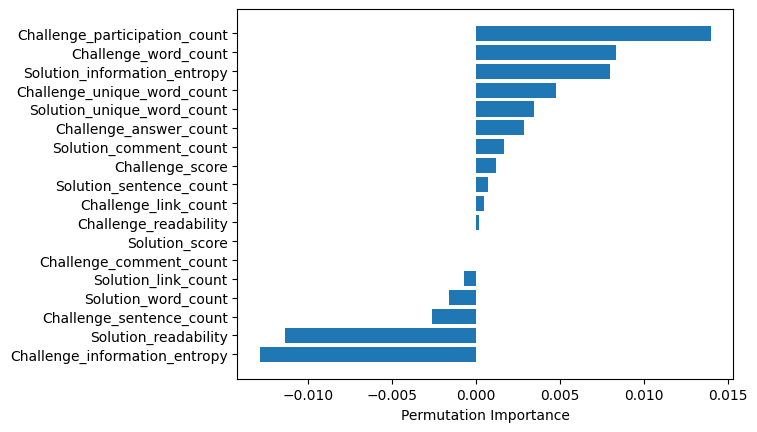 Challenge_participation_count
Challenge_word_count
Solution_information_entropy
Challenge_unique_word_count
Solution_unique_word_count
Challenge_answer_count
Solution_comment_count
Challenge_score
Solution_sentence_count
Challenge_link_count
Challenge_readability
Solution_score
Challenge_comment_count
Solution_link_count
Solution_word_count
Challenge_sentence_count
Solution_readability
Challenge_information_entropy
−0.010 −0.005 0.000 0.005 0.010 0.015
Permutation Importance